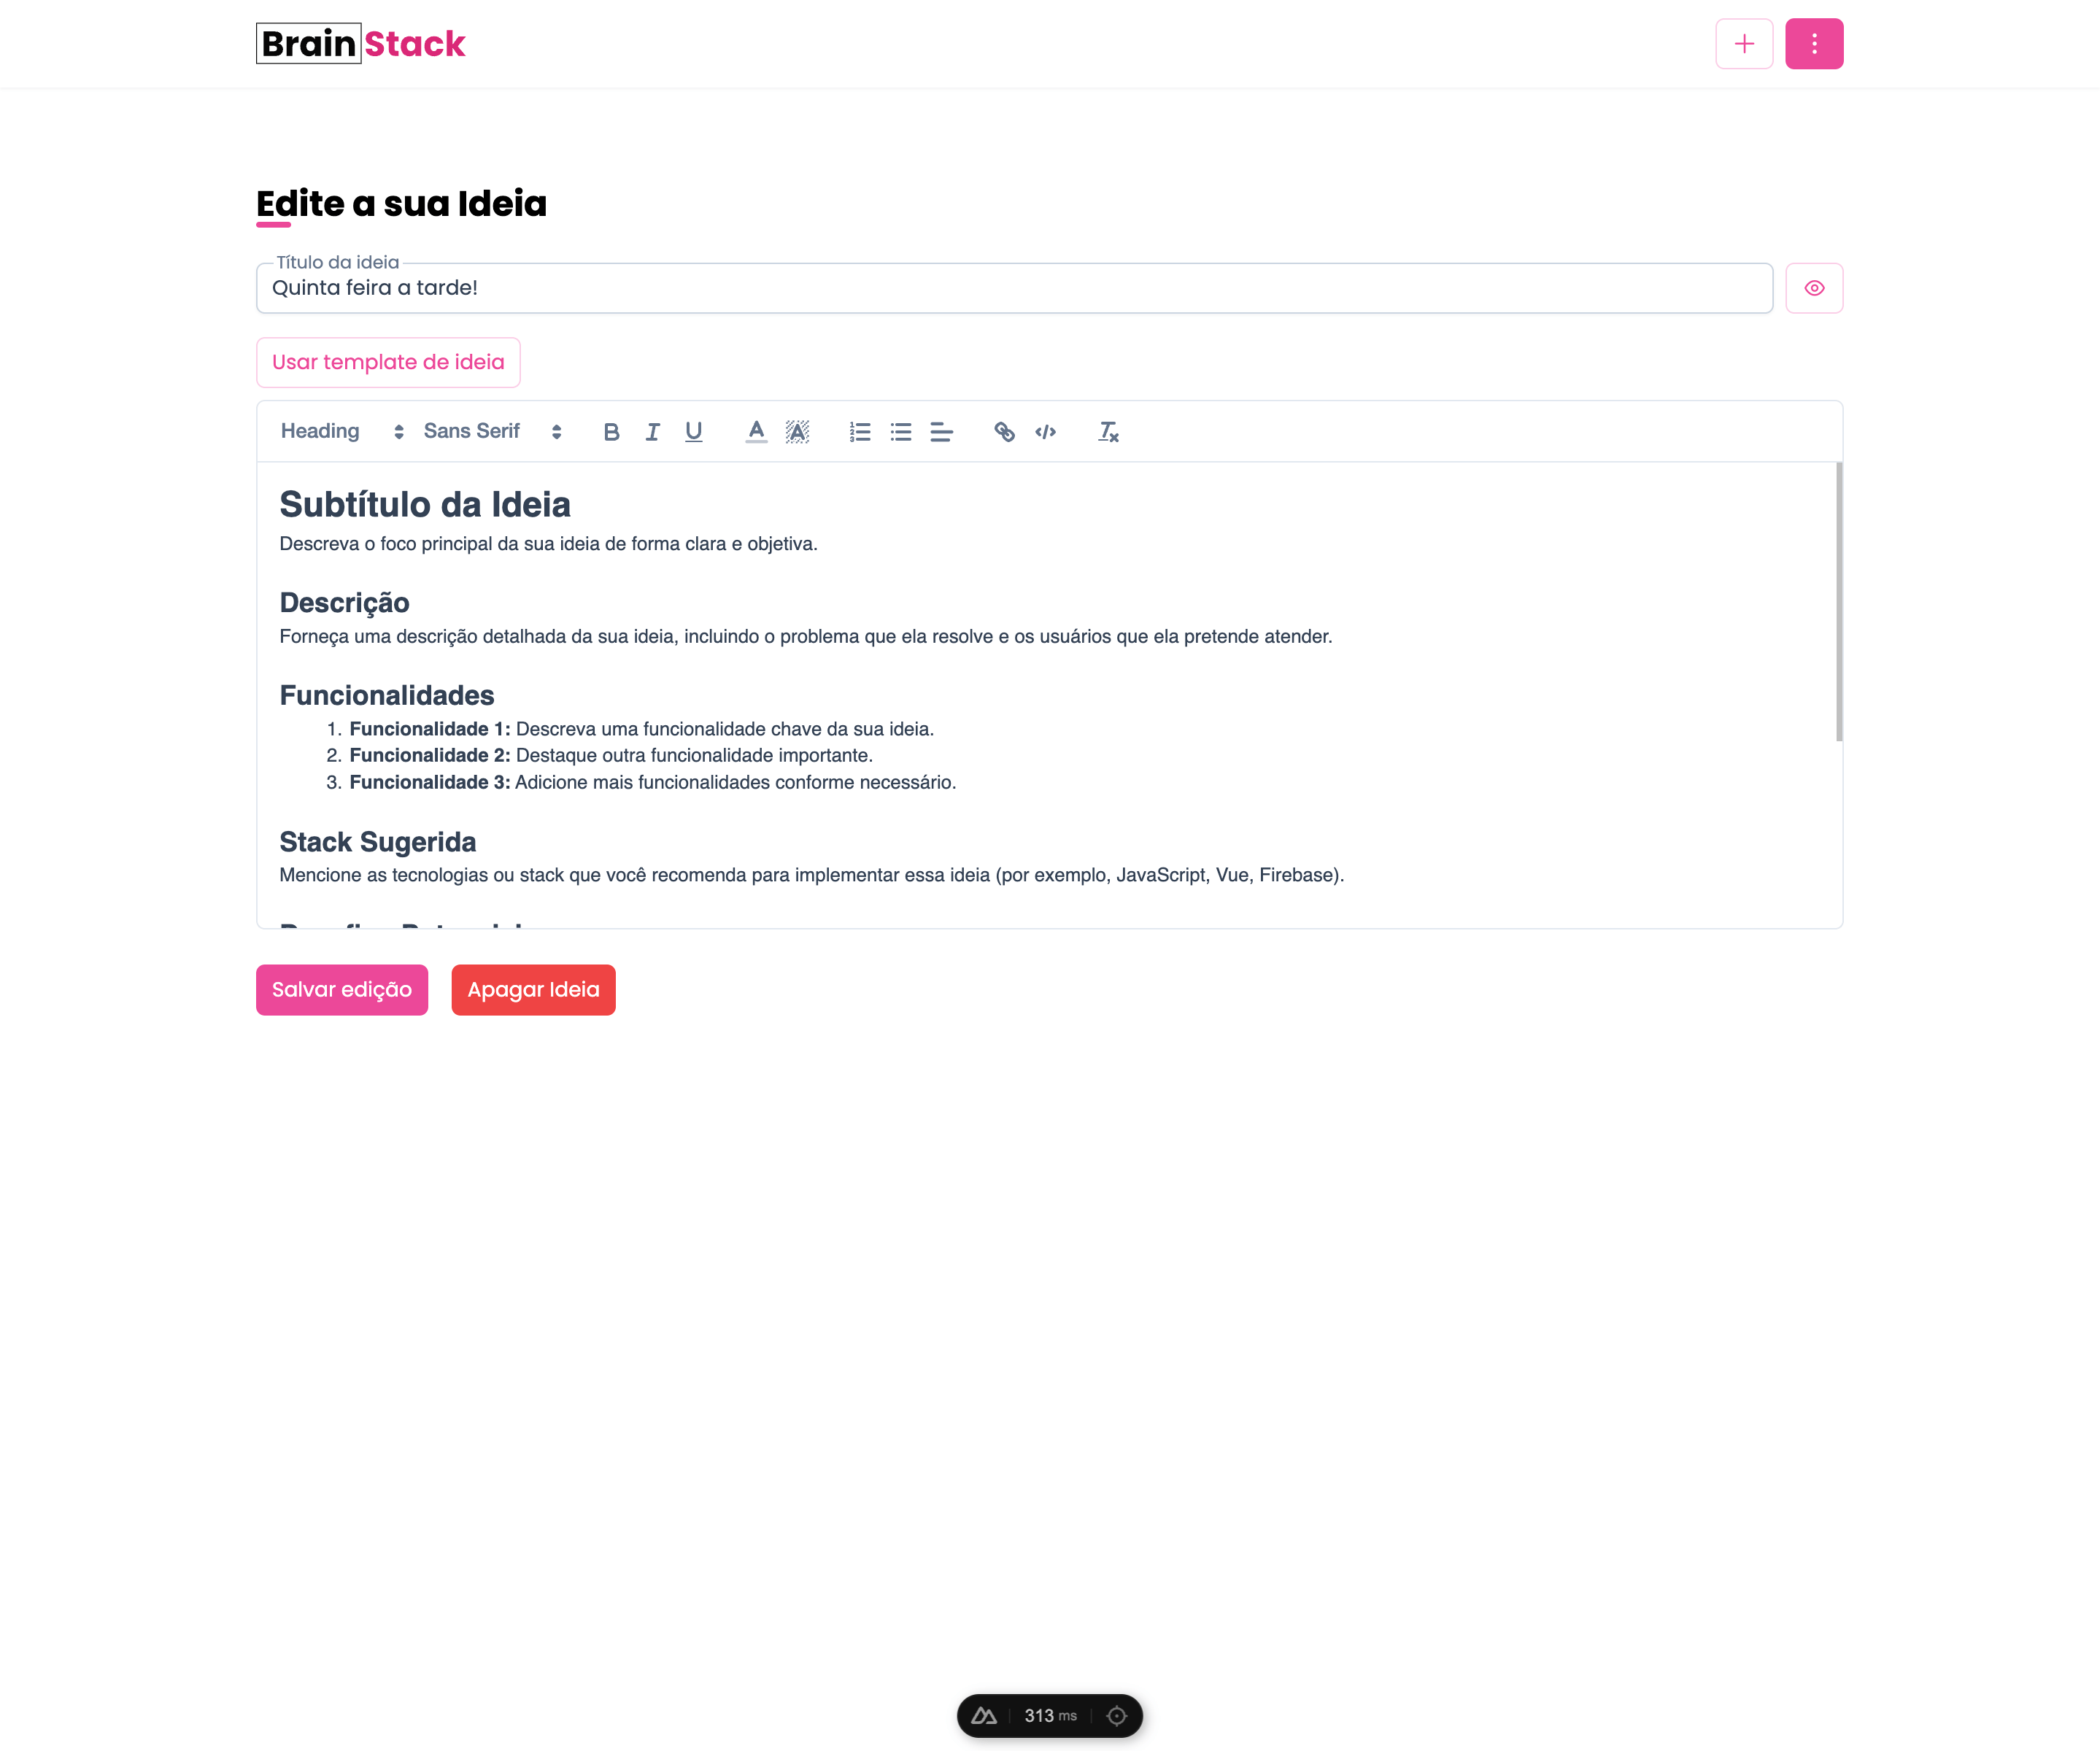 BrainStack
Edite a sua Ideia
Título da ideia
Quinta feira a tarde!
Usar template de ideia
Heading Sans Serif
Subtítulo da Ideia
Descreva o foco principal da sua ideia de forma clara e objetiva.
Descrição
Forneça uma descrição detalhada da sua ideia, incluindo o problema que ela resolve e os usuários que ela pretende atender.
Funcionalidades
1. Funcionalidade 1: Descreva uma funcionalidade chave da sua ideia.
2. Funcionalidade 2: Destaque outra funcionalidade importante.
3. Funcionalidade 3: Adicione mais funcionalidades conforme necessário.
Stack Sugerida
Mencione as tecnologias ou stack que você recomenda para implementar essa ideia (por exemplo, JavaScript, Vue, Firebase).
Salvar edição Apagar Ideia
313 ms